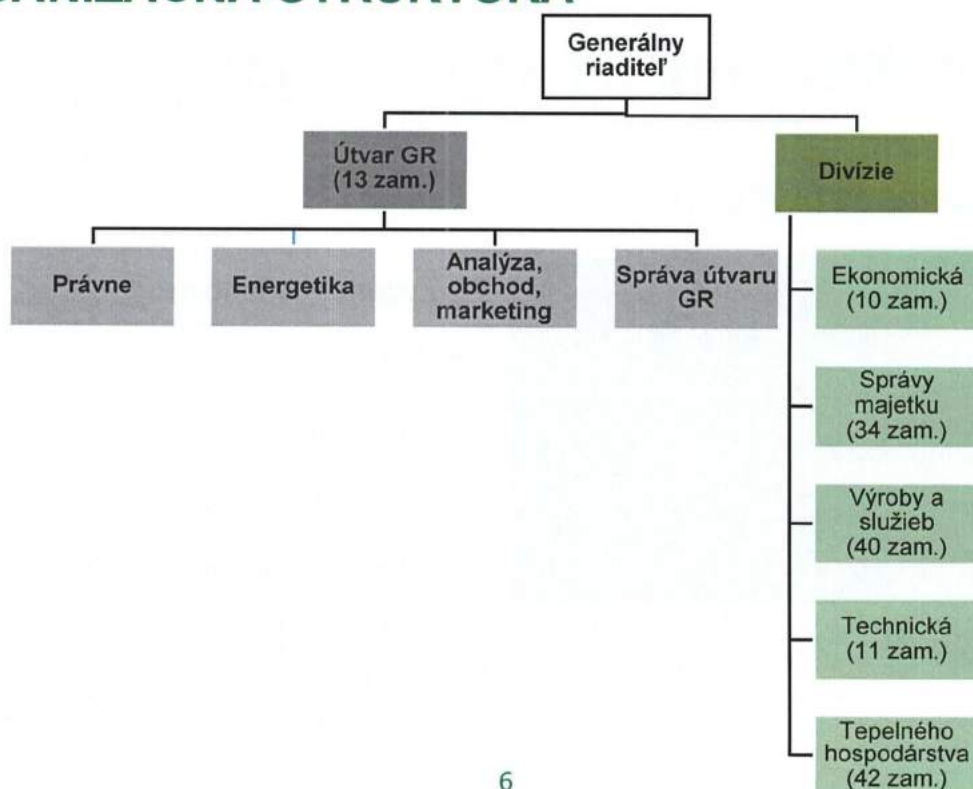 Generálny
riaditeľ
Útvar GR
(13 zam.)
Divízie
Právne
Energetika
Analýza,
obchod,
marketing
Správa útvaru
GR
Ekonomická
(10 zam.)
Správy
majetku
(34 zam.)
Výroby a
služieb
(40 zam.)
Technická
(11 zam.)
Tepelného
hospodárstva
(42 zam.)
6